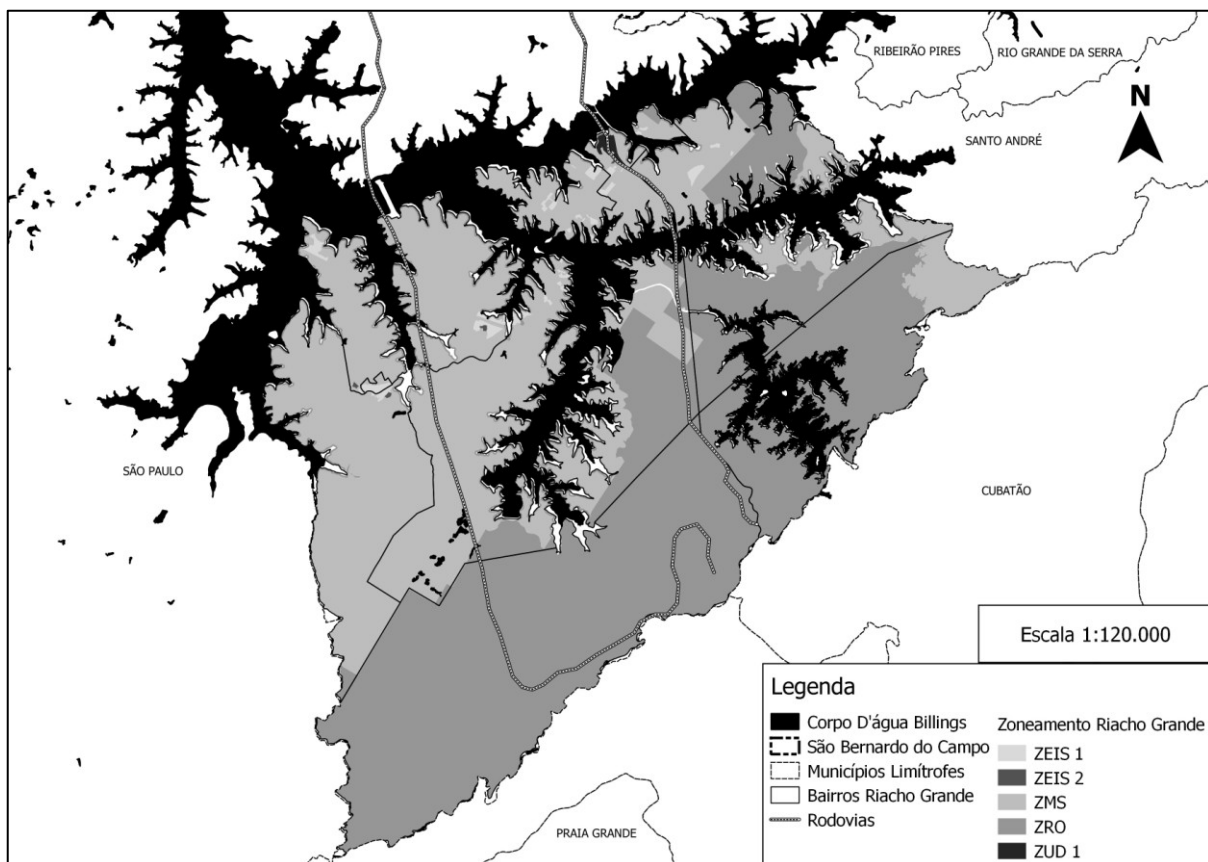 RIBEIRÃO PIRES
RIO GRANDE DA SERRA
N
SANTO ANDRÉ
SÃO PAULO
CUBATÃO
PRAIA GRANDE
Escala 1:120.000
Legenda
Corpo D'água Billings
São Bernardo do Campo
Municípios Limítrofes
Bairros Riacho Grande
Rodovias
Zoneamento Riacho Grande
ZEIS 1
ZEIS 2
ZMS
ZRO
ZUD 1